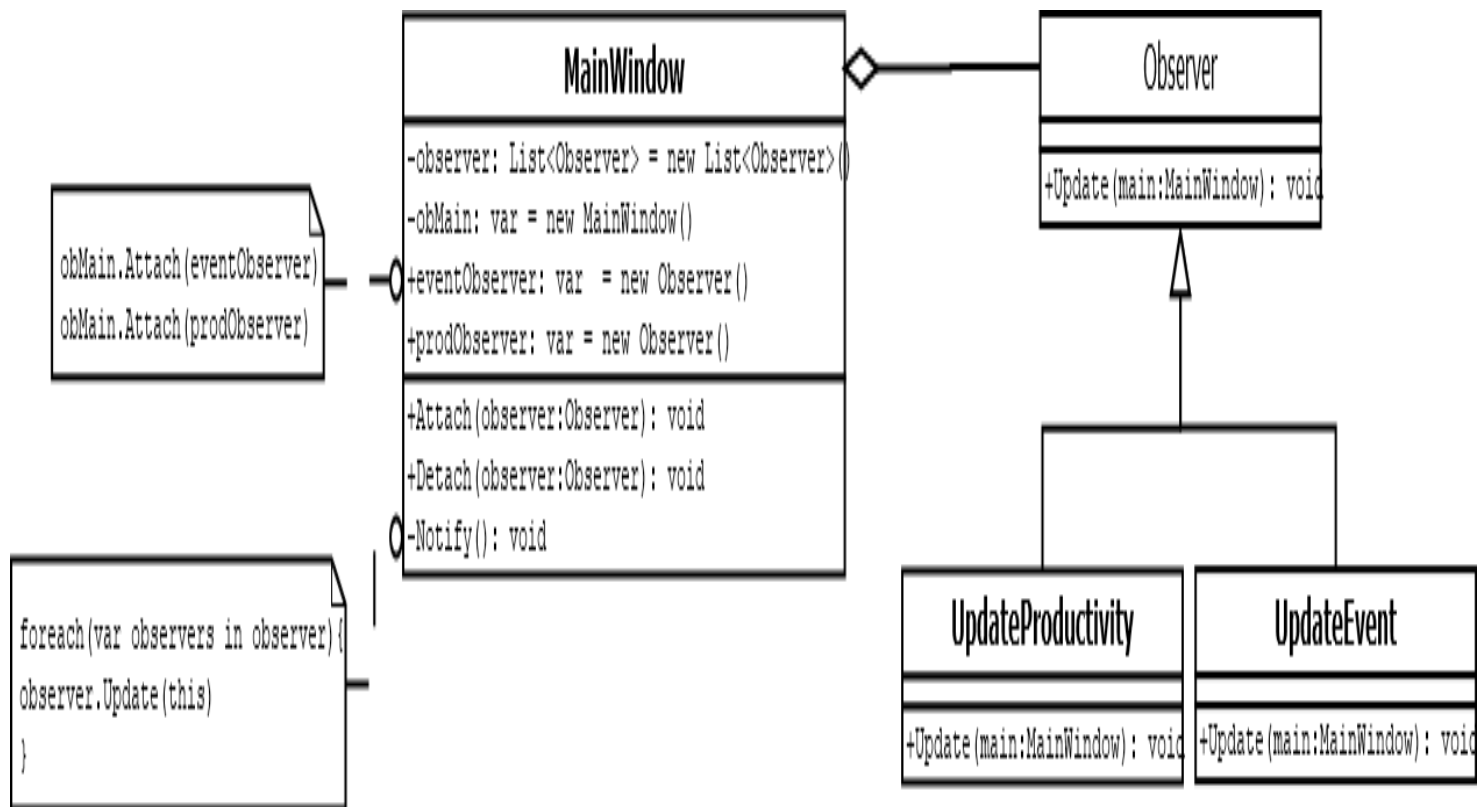 MainWindow
-observer: List<Observer> = new List<Observer>()
-obMain: var = new MainWindow()
+eventObserver: var  = new Observer()
+prodObserver: var = new Observer()
+Attach(observer:Observer): void
+Detach(observer:Observer): void
-Notify(): void
obMain.Attach(eventObserver)
obMain.Attach(prodObserver)
foreach(var observers in observer){
observer.Update(this)
}
Observer
+Update(main:MainWindow): void
UpdateProductivity
+Update(main:MainWindow): void
UpdateEvent
+Update(main:MainWindow): void